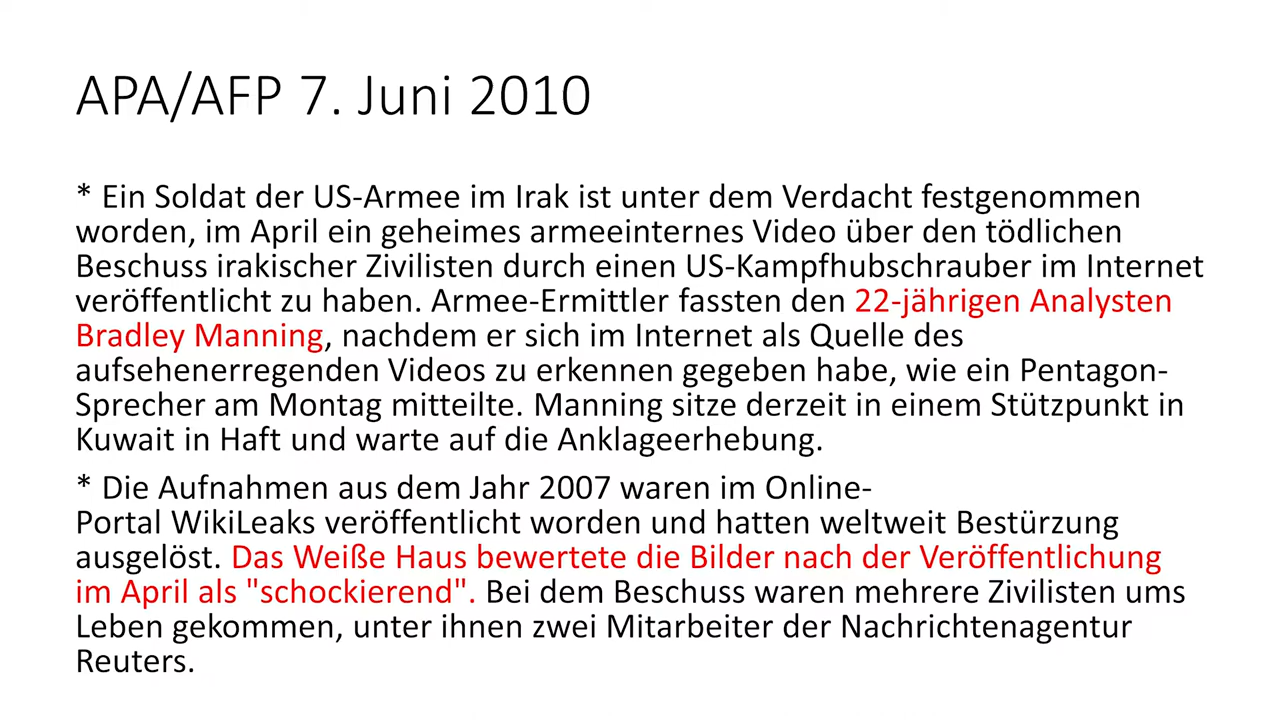 APA/AFP 7. Juni 2010
* Ein Soldat der US-Armee im Irak ist unter dem Verdacht festgenommen
worden, im April ein geheimes armeeinternes Video über den tödlichen
Beschuss irakischer Zivilisten durch einen US-Kampfhubschrauber im Internet
veröffentlicht zu haben. Armee-Ermittler fassten den 22-jährigen Analysten
Bradley Manning, nachdem er sich im Internet als Quelle des
aufsehenerregenden Videos zu erkennen gegeben habe, wie ein Pentagon-
Sprecher am Montag mitteilte. Manning sitze derzeit in einem Stützpunkt in
Kuwait in Haft und warte auf die Anklageerhebung.
* Die Aufnahmen aus dem Jahr 2007 waren im Online-
Portal WikiLeaks veröffentlicht worden und hatten weltweit Bestürzung
ausgelöst. Das Weiße Haus bewertete die Bilder nach der Veröffentlichung
im April als "schockierend". Bei dem Beschuss waren mehrere Zivilisten ums
Leben gekommen, unter ihnen zwei Mitarbeiter der Nachrichtenagentur
Reuters.